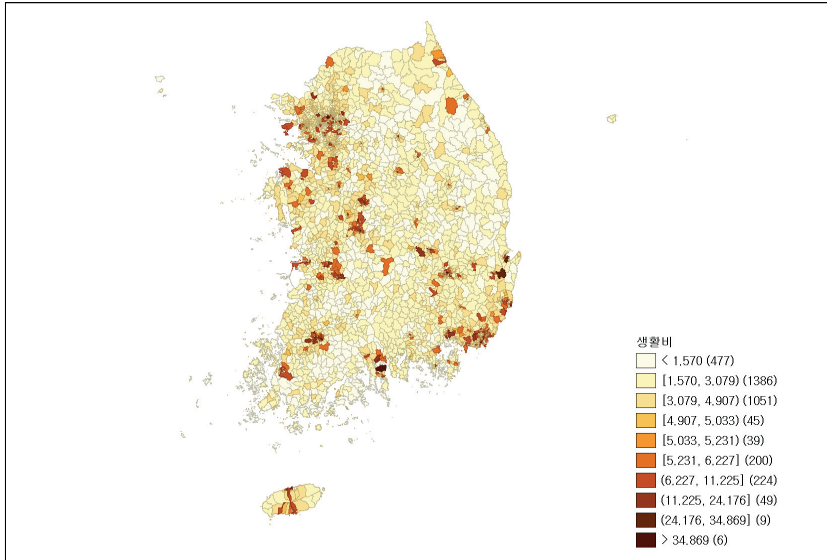 생활비
< 1,570 (477)
[1,570, 3,079) (1386)
[3,079, 4,907) (1051)
[4,907, 5,033) (45)
[5,033, 5,231) (39)
[5,231, 6,227] (200)
(6,227, 11,225] (224)
(11,225, 24,176] (49)
(24,176, 34,869] (9)
> 34,869 (6)